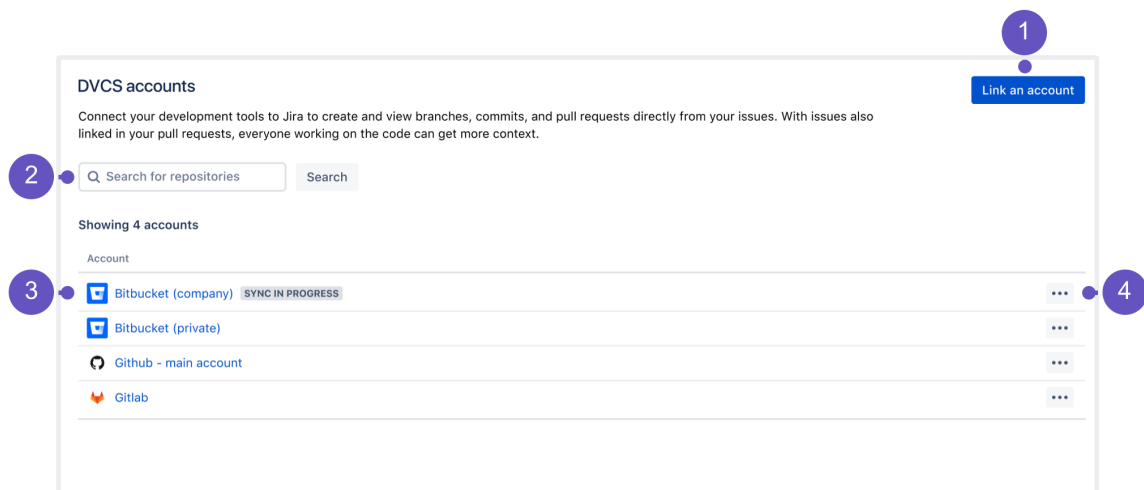 1
DVCS accounts
Link an account
Connect your development tools to Jira to create and view branches, commits, and pull requests directly from your issues. With issues also
linked in your pull requests, everyone working on the code can get more context.
2
Search for repositories
Search
Showing 4 accounts
Account
3
Bitbucket (company) SYNC IN PROGRESS
4
Bitbucket (private)
Github - main account
Gitlab